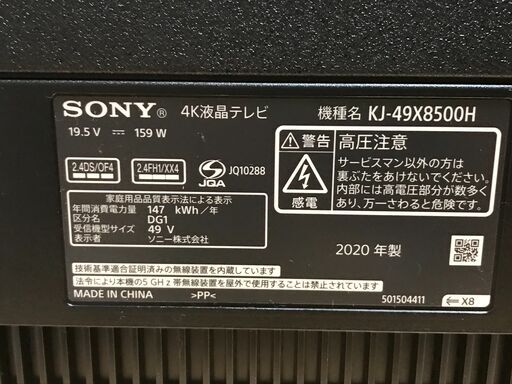 SONY® 4K液晶テレビ 機種名 KJ-49X8500H
19.5 V ⎓ 159 W
2.4DS/OF4 2.4FH1/XX4 JQA JQ10288
家庭用品品質表示法による表示
年間消費電力量 147 kWh/年
区分名 DG1
受信機型サイズ 49 V
表示者 ソニー株式会社
警告 感電
高圧注意
サービスマン以外の方は
裏ぶたをあけないでください。
内部には高電圧部分が数多く
あり、万一さわると危険です。
2020 年製
技術基準適合証明済みの無線装置を内蔵しています
法令により本機の5 GHz 帯無線装置を屋外で使用することは禁止されています
MADE IN CHINA >PP< 501504411 X8